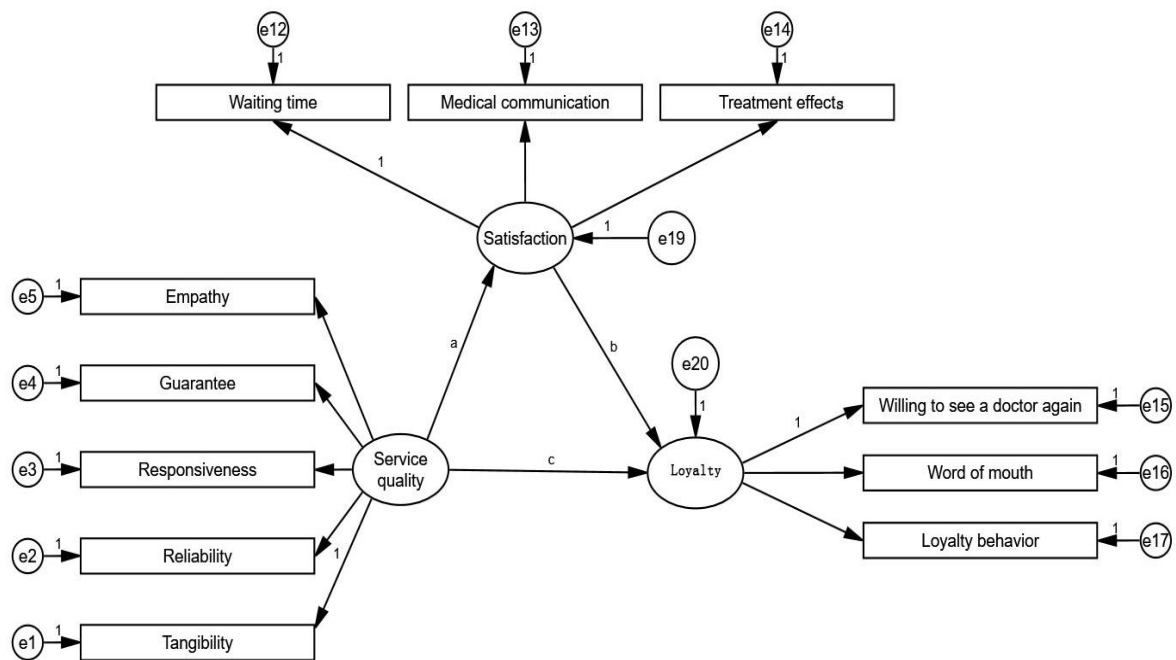 e12
e13
e14
1
1
1
Waiting time
Medical communication
Treatment effects
1
Satisfaction
1
e19
e5
1
Empathy
a
b
e20
e4
1
Guarantee
1
1
Willing to see a doctor again
1
e15
e3
1
Responsiveness
Service
quality
c
Loyalty
Word of mouth
1
e16
e2
1
Reliability
1
Loyalty behavior
1
e17
e1
1
Tangibility